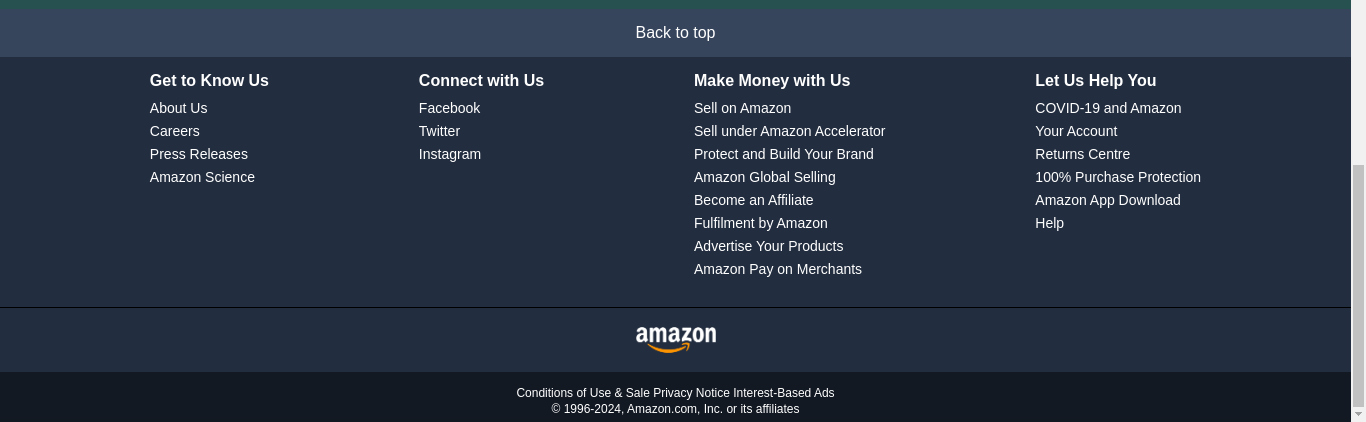 Back to top
Get to Know Us
About Us
Careers
Press Releases
Amazon Science
Connect with Us
Facebook
Twitter
Instagram
Make Money with Us
Sell on Amazon
Sell under Amazon Accelerator
Protect and Build Your Brand
Amazon Global Selling
Become an Affiliate
Fulfilment by Amazon
Advertise Your Products
Amazon Pay on Merchants
Let Us Help You
COVID-19 and Amazon
Your Account
Returns Centre
100% Purchase Protection
Amazon App Download
Help
amazon
Conditions of Use & Sale Privacy Notice Interest-Based Ads
© 1996-2024, Amazon.com, Inc. or its affiliates